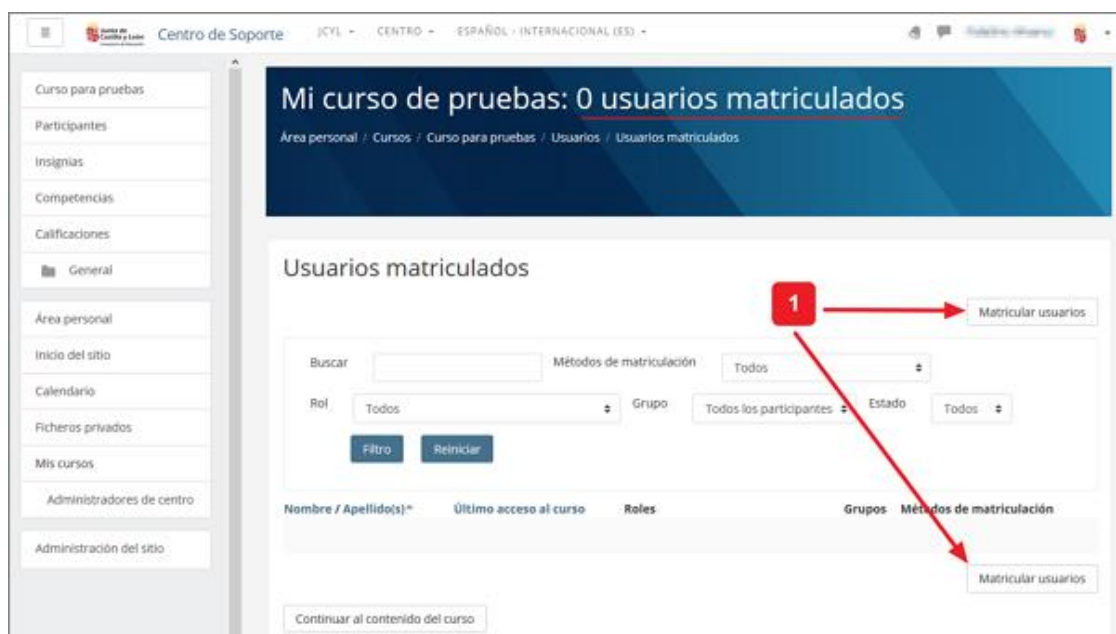 Junta de
Castilla y León
Centro de Soporte JCYL CENTRO ESPAÑOL - INTERNACIONAL (ES)
Curso para pruebas
Participantes
Insignias
Competencias
Calificaciones
General
Área personal
Inicio del sitio
Calendario
Ficheros privados
Mis cursos
Administradores de centro
Administración del sitio
Mi curso de pruebas: 0 usuarios matriculados
Área personal / Cursos / Curso para pruebas / Usuarios / Usuarios matriculados
Usuarios matriculados
1
Matricular usuarios
Buscar Métodos de matriculación Todos
Rol Todos Grupo Todos los participantes Estado Todos
Filtro Reiniciar
Nombre / Apellido(s) Último acceso al curso Roles Grupos Métodos de matriculación
Matricular usuarios
Continuar al contenido del curso